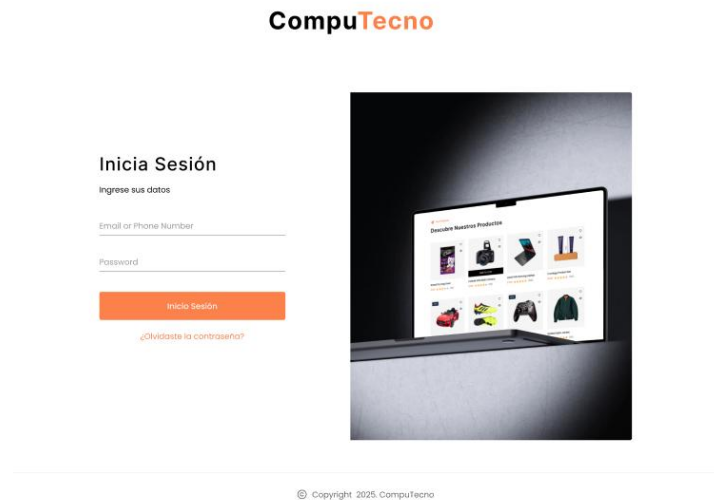 CompuTecno
Inicia Sesión
Ingrese sus datos
Email or Phone Number
Password
Inicio Sesión
¿Olvidaste la contraseña?
Descubre Nuestros Productos
© Copyright 2025. CompuTecno